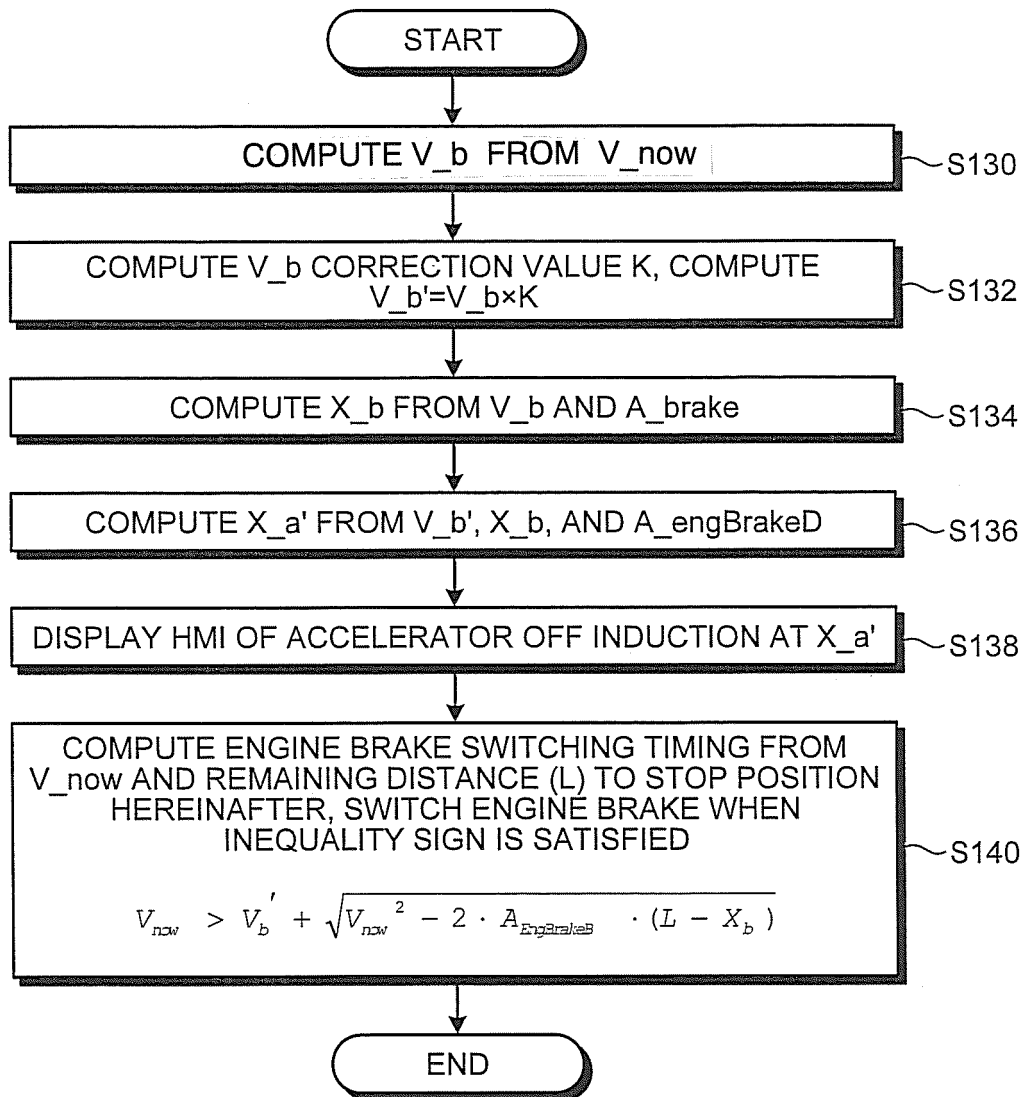 START
COMPUTE V_b FROM V_now
S130
COMPUTE V_b CORRECTION VALUE K, COMPUTE
V_b'=V_b×K
S132
COMPUTE X_b FROM V_b AND A_brake
S134
COMPUTE X_a' FROM V_b', X_b, AND A_engBrakeD
S136
DISPLAY HMI OF ACCELERATOR OFF INDUCTION AT X_a'
S138
COMPUTE ENGINE BRAKE SWITCHING TIMING FROM
V_now AND REMAINING DISTANCE (L) TO STOP POSITION
HEREINAFTER, SWITCH ENGINE BRAKE WHEN
INEQUALITY SIGN IS SATISFIED
S140
V_now > V_b' + √(V_now² − 2 · A_EngBrakeB · (L − X_b))
END